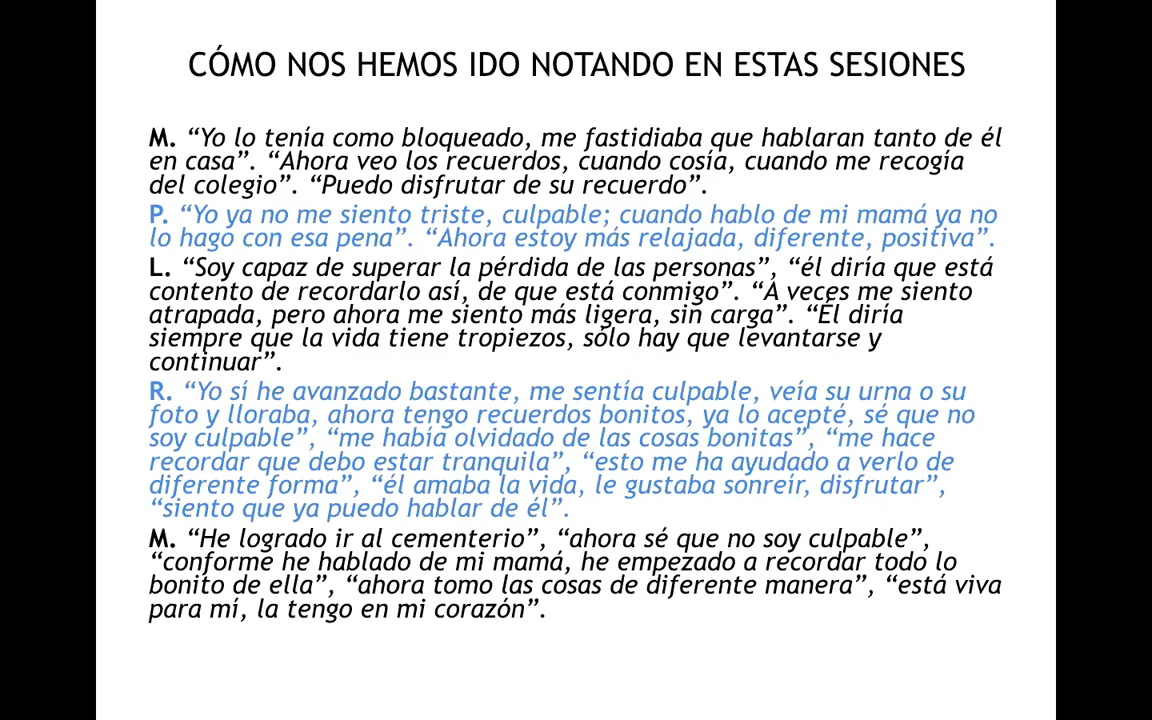 CÓMO NOS HEMOS IDO NOTANDO EN ESTAS SESIONES
M. “Yo lo tenía como bloqueado, me fastidiaba que hablaran tanto de él
en casa”. “Ahora veo los recuerdos, cuando cosía, cuando me recogía
del colegio”. “Puedo disfrutar de su recuerdo”.
P. “Yo ya no me siento triste, culpable; cuando hablo de mi mamá ya no
lo hago con esa pena”. “Ahora estoy más relajada, diferente, positiva”.
L. “Soy capaz de superar la pérdida de las personas”, “él diría que está
contento de recordarlo así, de que está conmigo”. “A veces me siento
atrapada, pero ahora me siento más ligera, sin carga”. “Él diría
siempre que la vida tiene tropiezos, sólo hay que levantarse y
continuar”.
R. “Yo sí he avanzado bastante, me sentía culpable, veía su urna o su
foto y lloraba, ahora tengo recuerdos bonitos, ya lo acepté, sé que no
soy culpable”, “me había olvidado de las cosas bonitas”, “me hace
recordar que debo estar tranquila”, “esto me ha ayudado a verlo de
diferente forma”, “él amaba la vida, le gustaba sonreír, disfrutar”,
“siento que ya puedo hablar de él”.
M. “He logrado ir al cementerio”, “ahora sé que no soy culpable”,
“conforme he hablado de mi mamá, he empezado a recordar todo lo
bonito de ella”, “ahora tomo las cosas de diferente manera”, “está viva
para mí, la tengo en mi corazón”.